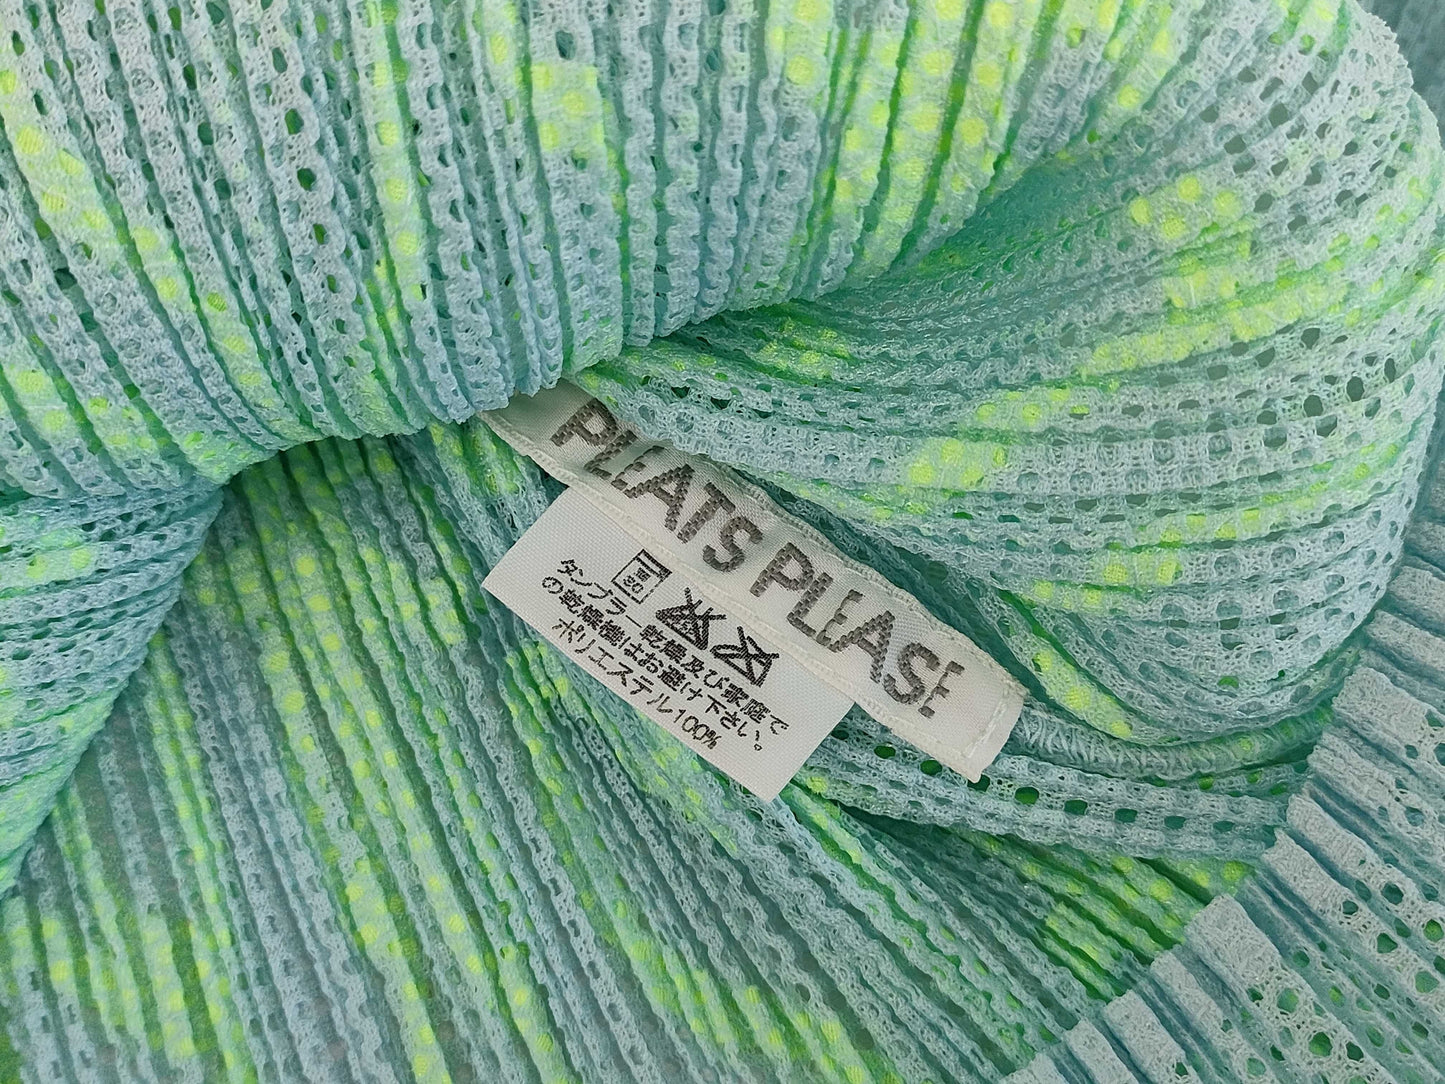 PLEATS PLEASE
タンブラー乾燥及び家庭で
の乾燥機はお避け下さい。
ポリエステル100%